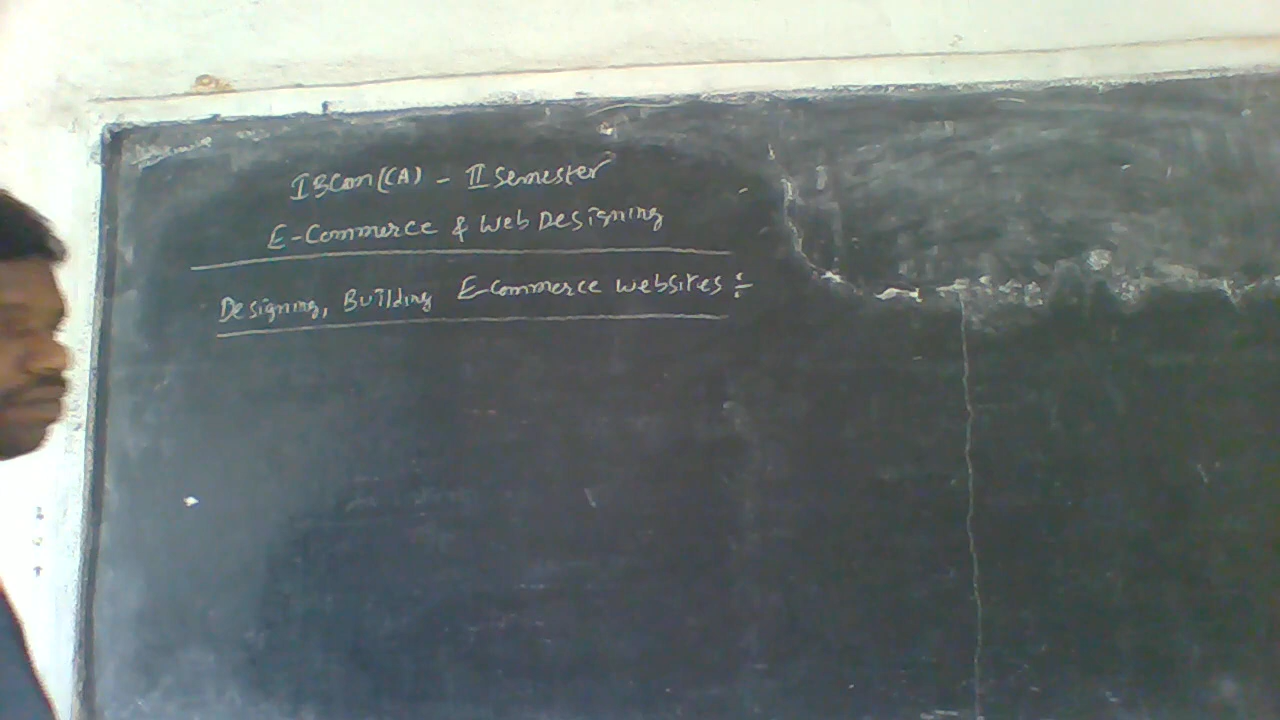 I BCom(CA) - II Semester
E-Commerce & Web Designing
Designing, Building E-Commerce websites :-